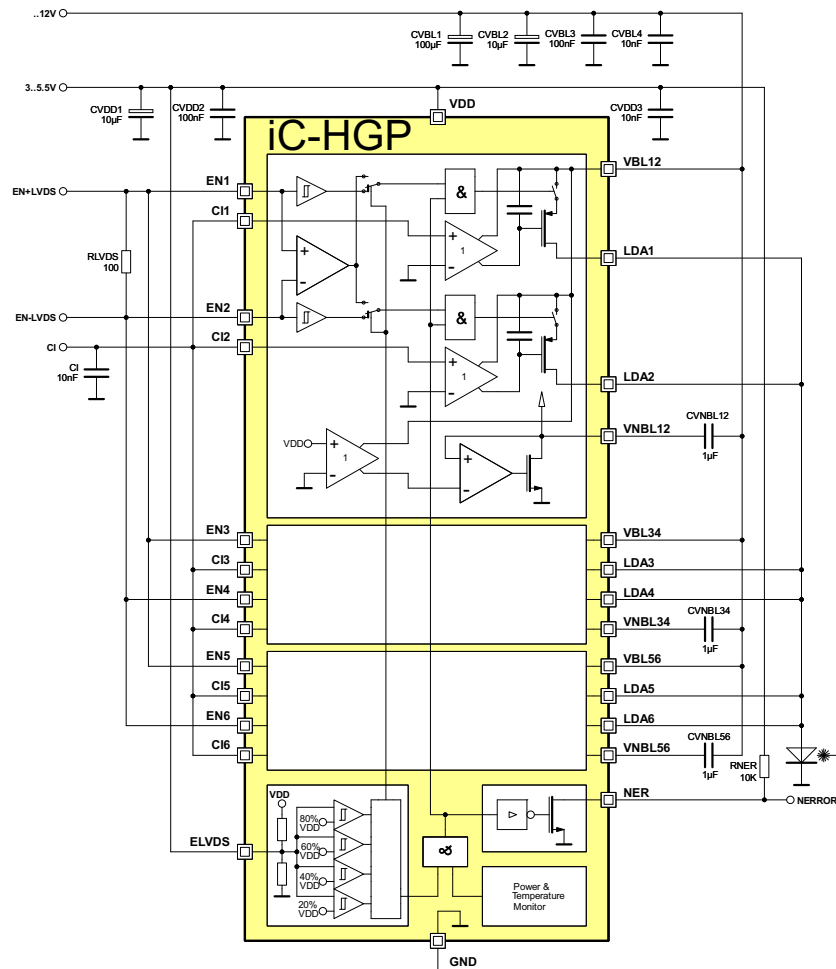 ..12V
CVBL1
100µF
CVBL2
10µF
CVBL3
100nF
CVBL4
10nF
3..5.5V
CVDD1
10µF
CVDD2
100nF
VDD
CVDD3
10nF
iC-HGP
EN+LVDS
EN1
CI1
&
+
-
1
VBL12
LDA1
RLVDS
100
+
-
EN-LVDS
EN2
CI
CI2
10nF
CI
&
+
-
1
LDA2
VDD
+
-
1
+
-
VNBL12
CVNBL12
1µF
EN3
CI3
EN4
CI4
VBL34
LDA3
LDA4
VNBL34
CVNBL34
1µF
EN5
CI5
EN6
CI6
VBL56
LDA5
LDA6
VNBL56
CVNBL56
1µF
RNER
10K
NER
NERROR
VDD
ELVDS
80%
VDD
60%
VDD
40%
VDD
20%
VDD
&
Power &
Temperature
Monitor
GND